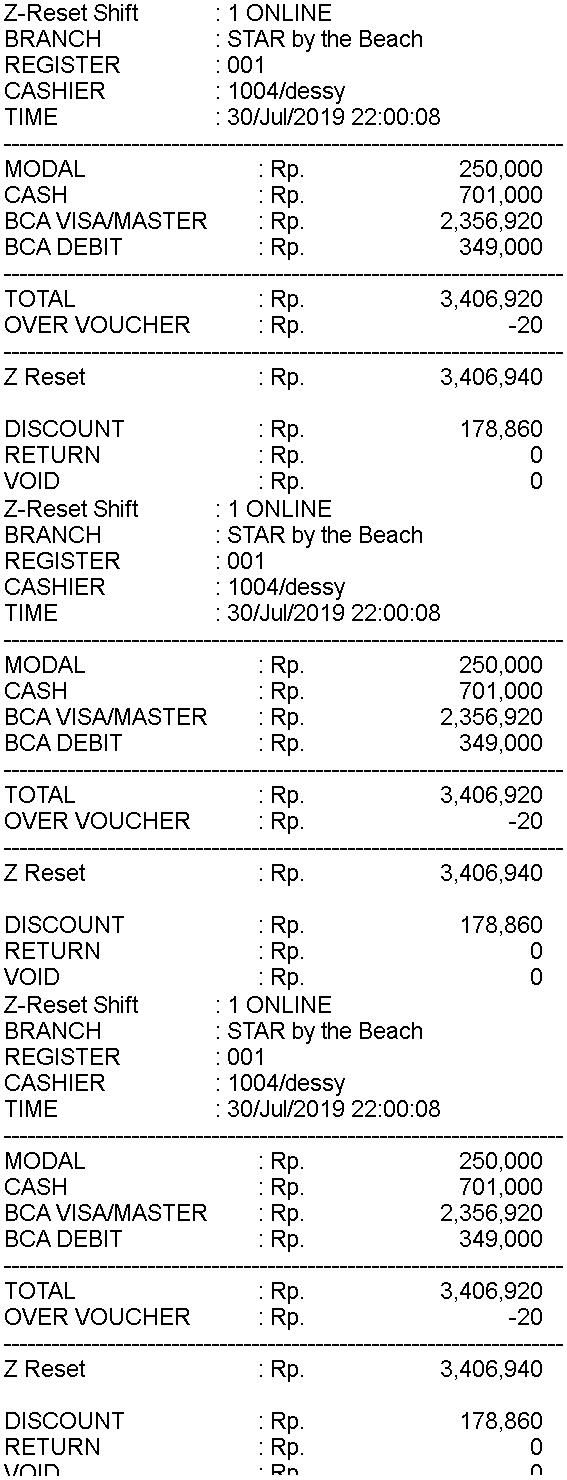 Z-Reset Shift : 1 ONLINE
BRANCH : STAR by the Beach
REGISTER : 001
CASHIER : 1004/dessy
TIME : 30/Jul/2019 22:00:08
MODAL : Rp. 250,000
CASH : Rp. 701,000
BCA VISA/MASTER : Rp. 2,356,920
BCA DEBIT : Rp. 349,000
TOTAL : Rp. 3,406,920
OVER VOUCHER : Rp. -20
Z Reset : Rp. 3,406,940
DISCOUNT : Rp. 178,860
RETURN : Rp. 0
VOID : Rp. 0
Z-Reset Shift : 1 ONLINE
BRANCH : STAR by the Beach
REGISTER : 001
CASHIER : 1004/dessy
TIME : 30/Jul/2019 22:00:08
MODAL : Rp. 250,000
CASH : Rp. 701,000
BCA VISA/MASTER : Rp. 2,356,920
BCA DEBIT : Rp. 349,000
TOTAL : Rp. 3,406,920
OVER VOUCHER : Rp. -20
Z Reset : Rp. 3,406,940
DISCOUNT : Rp. 178,860
RETURN : Rp. 0
VOID : Rp. 0
Z-Reset Shift : 1 ONLINE
BRANCH : STAR by the Beach
REGISTER : 001
CASHIER : 1004/dessy
TIME : 30/Jul/2019 22:00:08
MODAL : Rp. 250,000
CASH : Rp. 701,000
BCA VISA/MASTER : Rp. 2,356,920
BCA DEBIT : Rp. 349,000
TOTAL : Rp. 3,406,920
OVER VOUCHER : Rp. -20
Z Reset : Rp. 3,406,940
DISCOUNT : Rp. 178,860
RETURN : Rp. 0
VOID : Rp. 0